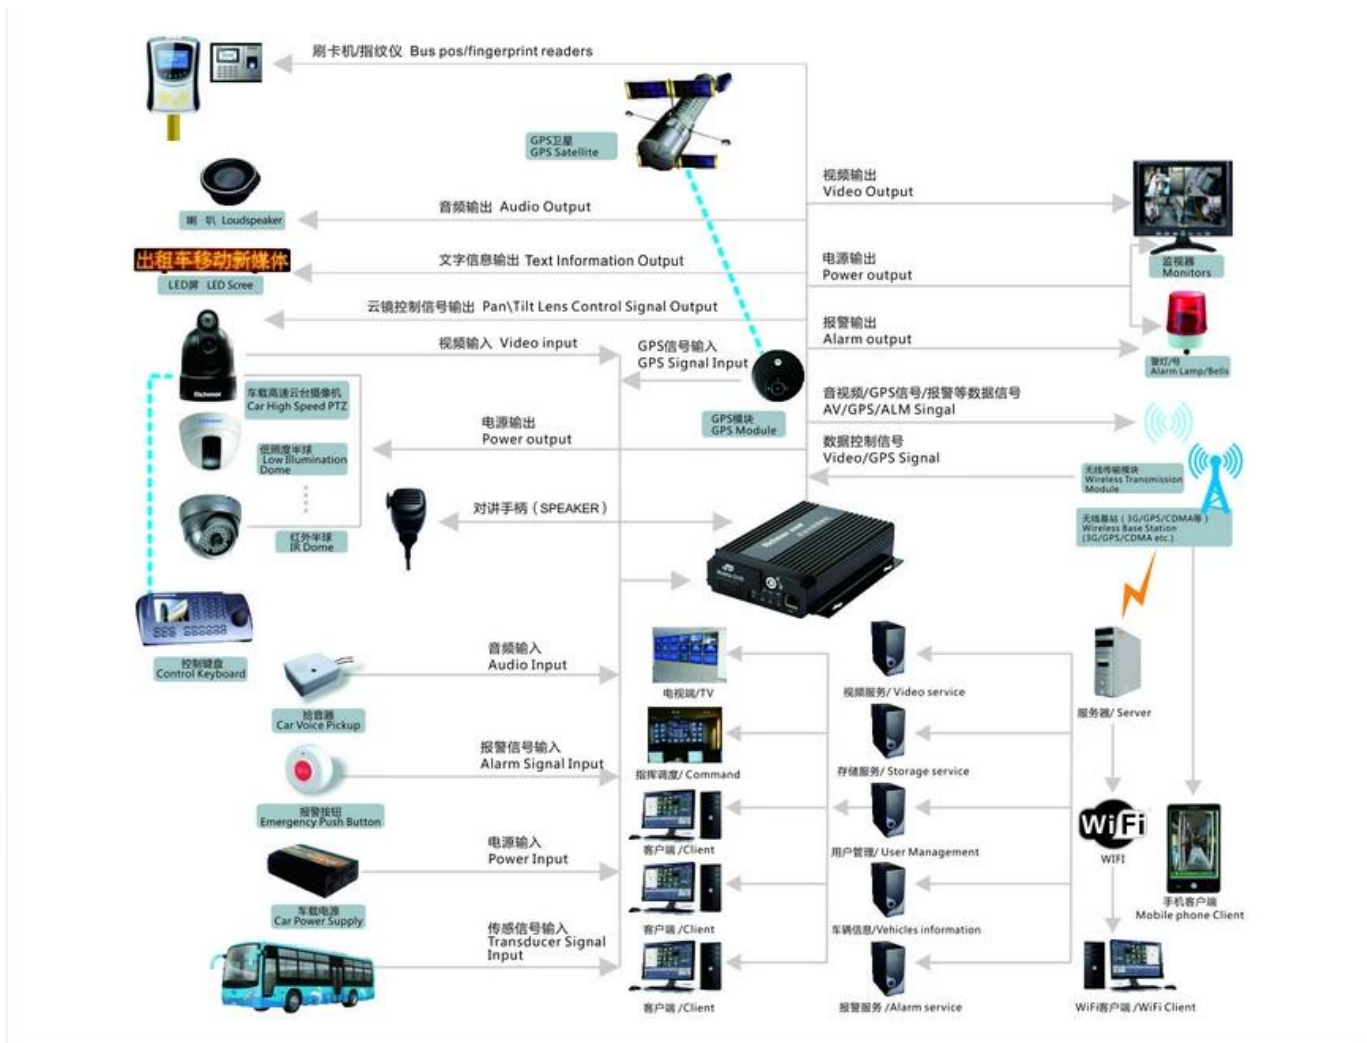 刷卡机/指纹仪 Bus pos/fingerprint readers
GPS卫星
GPS Satellite
喇 叭 Loudspeaker
音频输出 Audio Output
视频输出
Video Output
出租车移动新媒体
LED屏 LED Scree
文字信息输出 Text Information Output
电源输出
Power output
监视器
Monitors
云镜控制信号输出 Pan\Tilt Lens Control Signal Output
报警输出
Alarm output
警灯/号
Alarm Lamp/Bells
视频输入 Video input
GPS信号输入
GPS Signal Input
车载高速云台摄像机
Car High Speed PTZ
GPS模块
GPS Module
音视频/GPS信号/报警等数据信号
AV/GPS/ALM Singal
电源输出
Power output
数据控制信号
Video/GPS Signal
低照度半球
Low Illumination
Dome
无线传输模块
Wireless Transmission
Module
对讲手柄（SPEAKER）
无线基站（3G/GPS/CDMA等）
Wireless Base Station
(3G/GPS/CDMA etc.)
红外半球
IR Dome
控制键盘
Control Keyboard
音频输入
Audio Input
拾音器
Car Voice Pickup
电视端/TV
视频服务/ Video service
服务器/ Server
报警信号输入
Alarm Signal Input
指挥调度/ Command
存储服务/ Storage service
报警按钮
Emergency Push Button
电源输入
Power Input
客户端 /Client
用户管理/ User Management
WiFi
WIFI
车载电源
Car Power Supply
手机客户端
Mobile phone Client
传感信号输入
Transducer Signal
Input
客户端 /Client
车辆信息/Vehicles information
客户端 /Client
报警服务/Alarm service
WiFi客户端 /WiFi Client